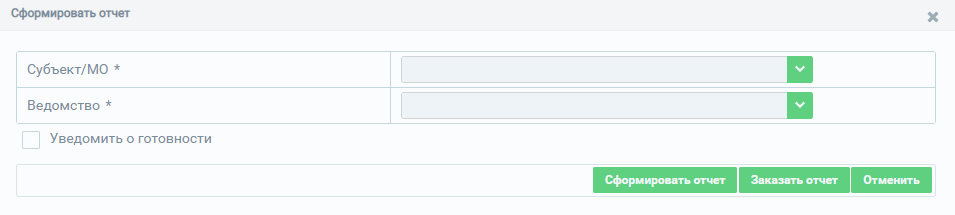 Сформировать отчет
Субъект/МО *
Ведомство *
Уведомить о готовности
Сформировать отчет Заказать отчет Отменить